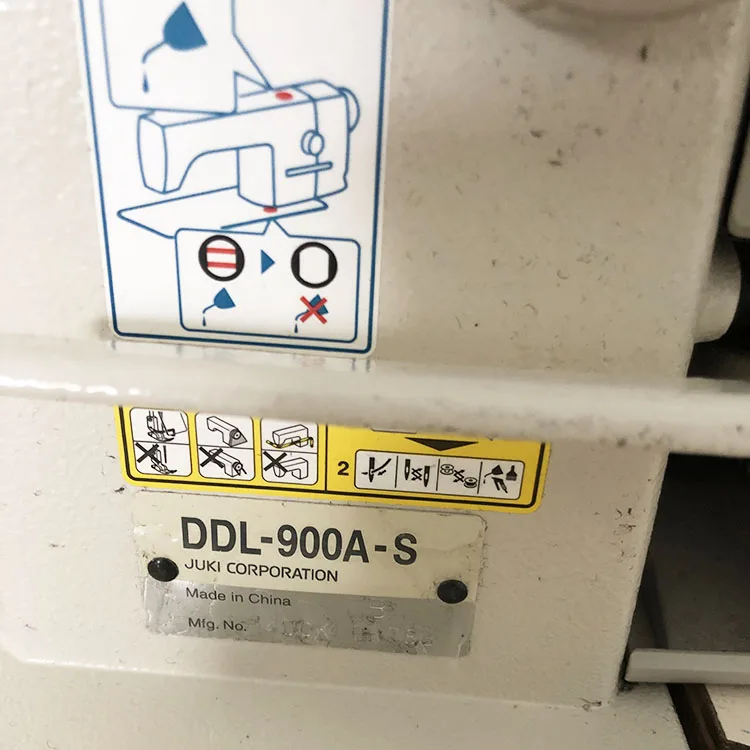 2
DDL-900A-S
JUKI CORPORATION
Made in China
Mfg. No.